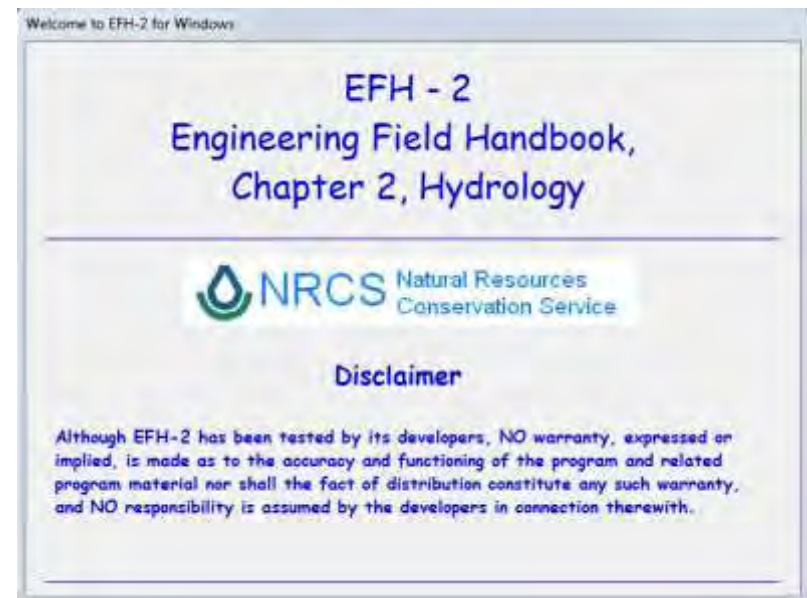 Welcome to EFH-2 for Windows
EFH - 2
Engineering Field Handbook,
Chapter 2, Hydrology
NRCS Natural Resources
Conservation Service
Disclaimer
Although EFH-2 has been tested by its developers, NO warranty, expressed or
implied, is made as to the accuracy and functioning of the program and related
program material nor shall the fact of distribution constitute any such warranty,
and NO responsibility is assumed by the developers in connection therewith.